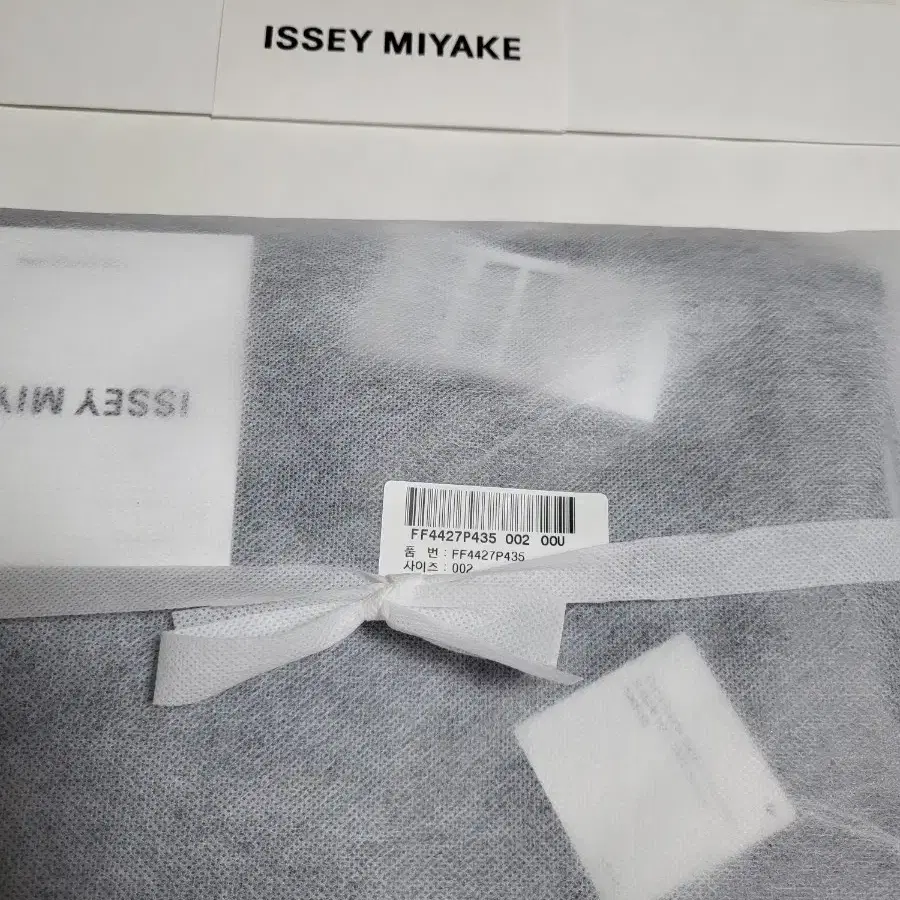 ISSEY MIYAKE
ISSEY MIY
FF4427P435 002 00U
품 번 : FF4427P435
사이즈 : 002